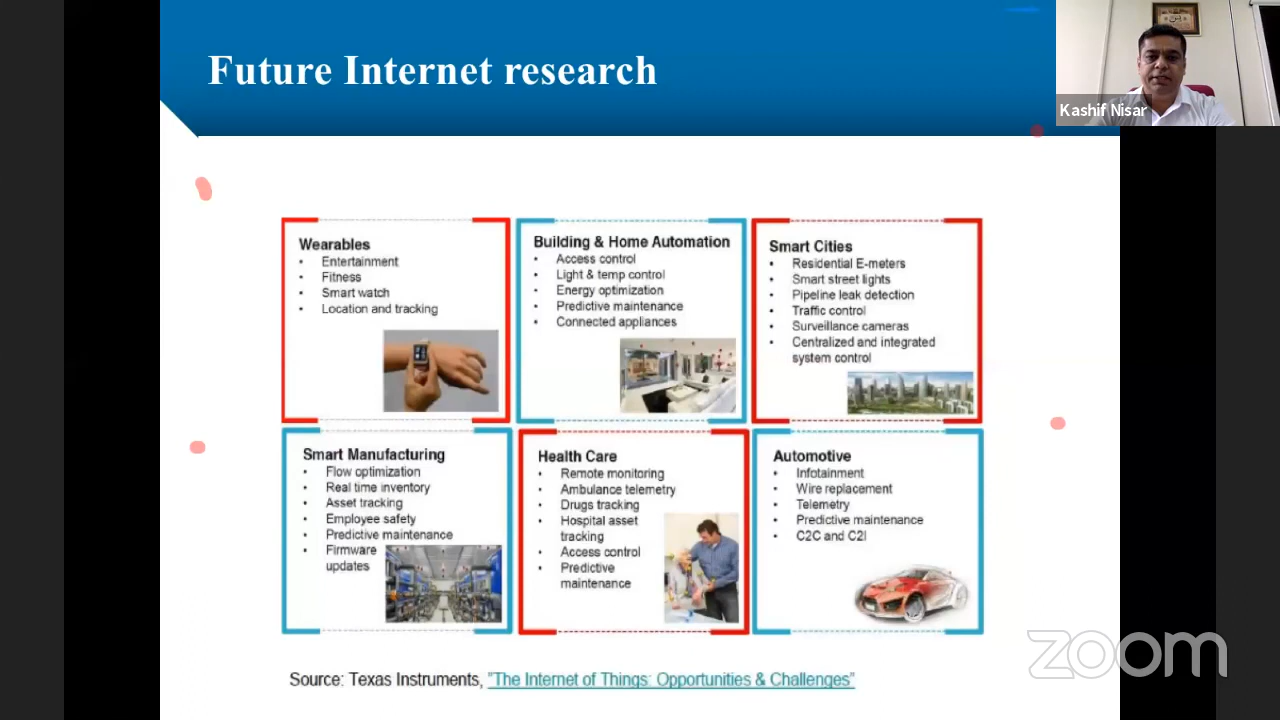 Future Internet research
Kashif Nisar
Wearables
• Entertainment
• Fitness
• Smart watch
• Location and tracking
Building & Home Automation
• Access control
• Light & temp control
• Energy optimization
• Predictive maintenance
• Connected appliances
Smart Cities
• Residential E-meters
• Smart street lights
• Pipeline leak detection
• Traffic control
• Surveillance cameras
• Centralized and integrated
system control
Smart Manufacturing
• Flow optimization
• Real time inventory
• Asset tracking
• Employee safety
• Predictive maintenance
• Firmware
updates
Health Care
• Remote monitoring
• Ambulance telemetry
• Drugs tracking
• Hospital asset
tracking
• Access control
• Predictive
maintenance
Automotive
• Infotainment
• Wire replacement
• Telemetry
• Predictive maintenance
• C2C and C2I
Source: Texas Instruments, "The Internet of Things: Opportunities & Challenges"
zoom